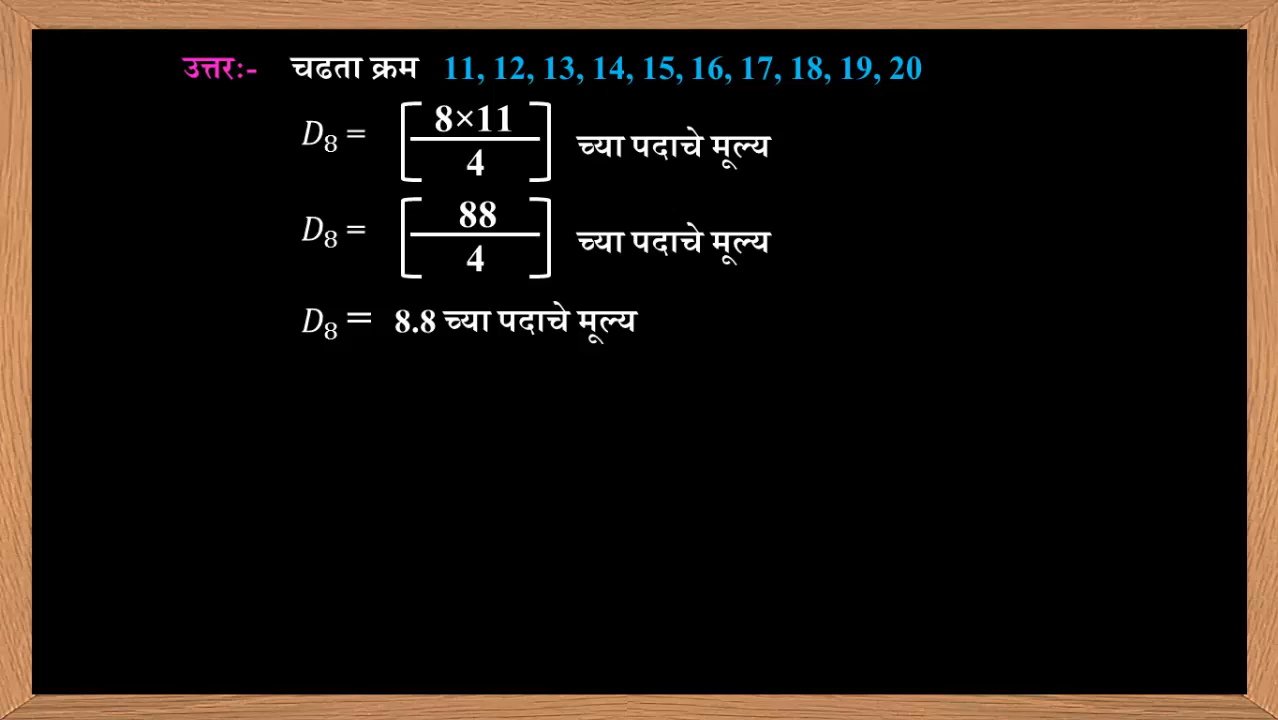 उत्तरः- चढता क्रम 11, 12, 13, 14, 15, 16, 17, 18, 19, 20
D₈ = [8×11 / 4] च्या पदाचे मूल्य
D₈ = [88 / 4] च्या पदाचे मूल्य
D₈ = 8.8 च्या पदाचे मूल्य